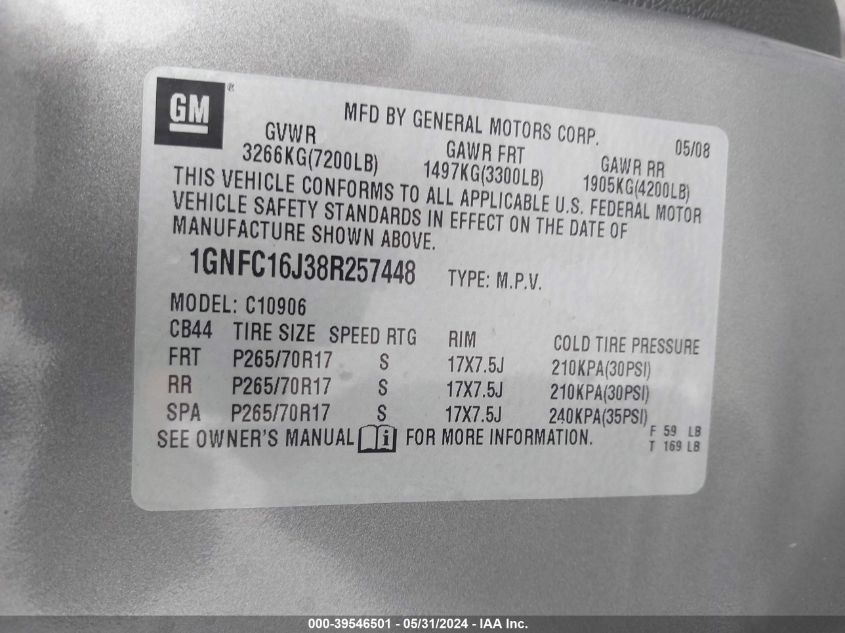 GM ®
MFD BY GENERAL MOTORS CORP. 05/08
GVWR GAWR FRT GAWR RR
3266KG(7200LB) 1497KG(3300LB) 1905KG(4200LB)
THIS VEHICLE CONFORMS TO ALL APPLICABLE U.S. FEDERAL MOTOR
VEHICLE SAFETY STANDARDS IN EFFECT ON THE DATE OF
MANUFACTURE SHOWN ABOVE.
1GNFC16J38R257448 TYPE: M.P.V.
MODEL: C10906
CB44 TIRE SIZE SPEED RTG RIM COLD TIRE PRESSURE
FRT P265/70R17 S 17X7.5J 210KPA(30PSI)
RR P265/70R17 S 17X7.5J 210KPA(30PSI)
SPA P265/70R17 S 17X7.5J 240KPA(35PSI)
SEE OWNER'S MANUAL i FOR MORE INFORMATION. F 59 LB
T 169 LB
000-39546501 - 05/31/2024 - IAA Inc.